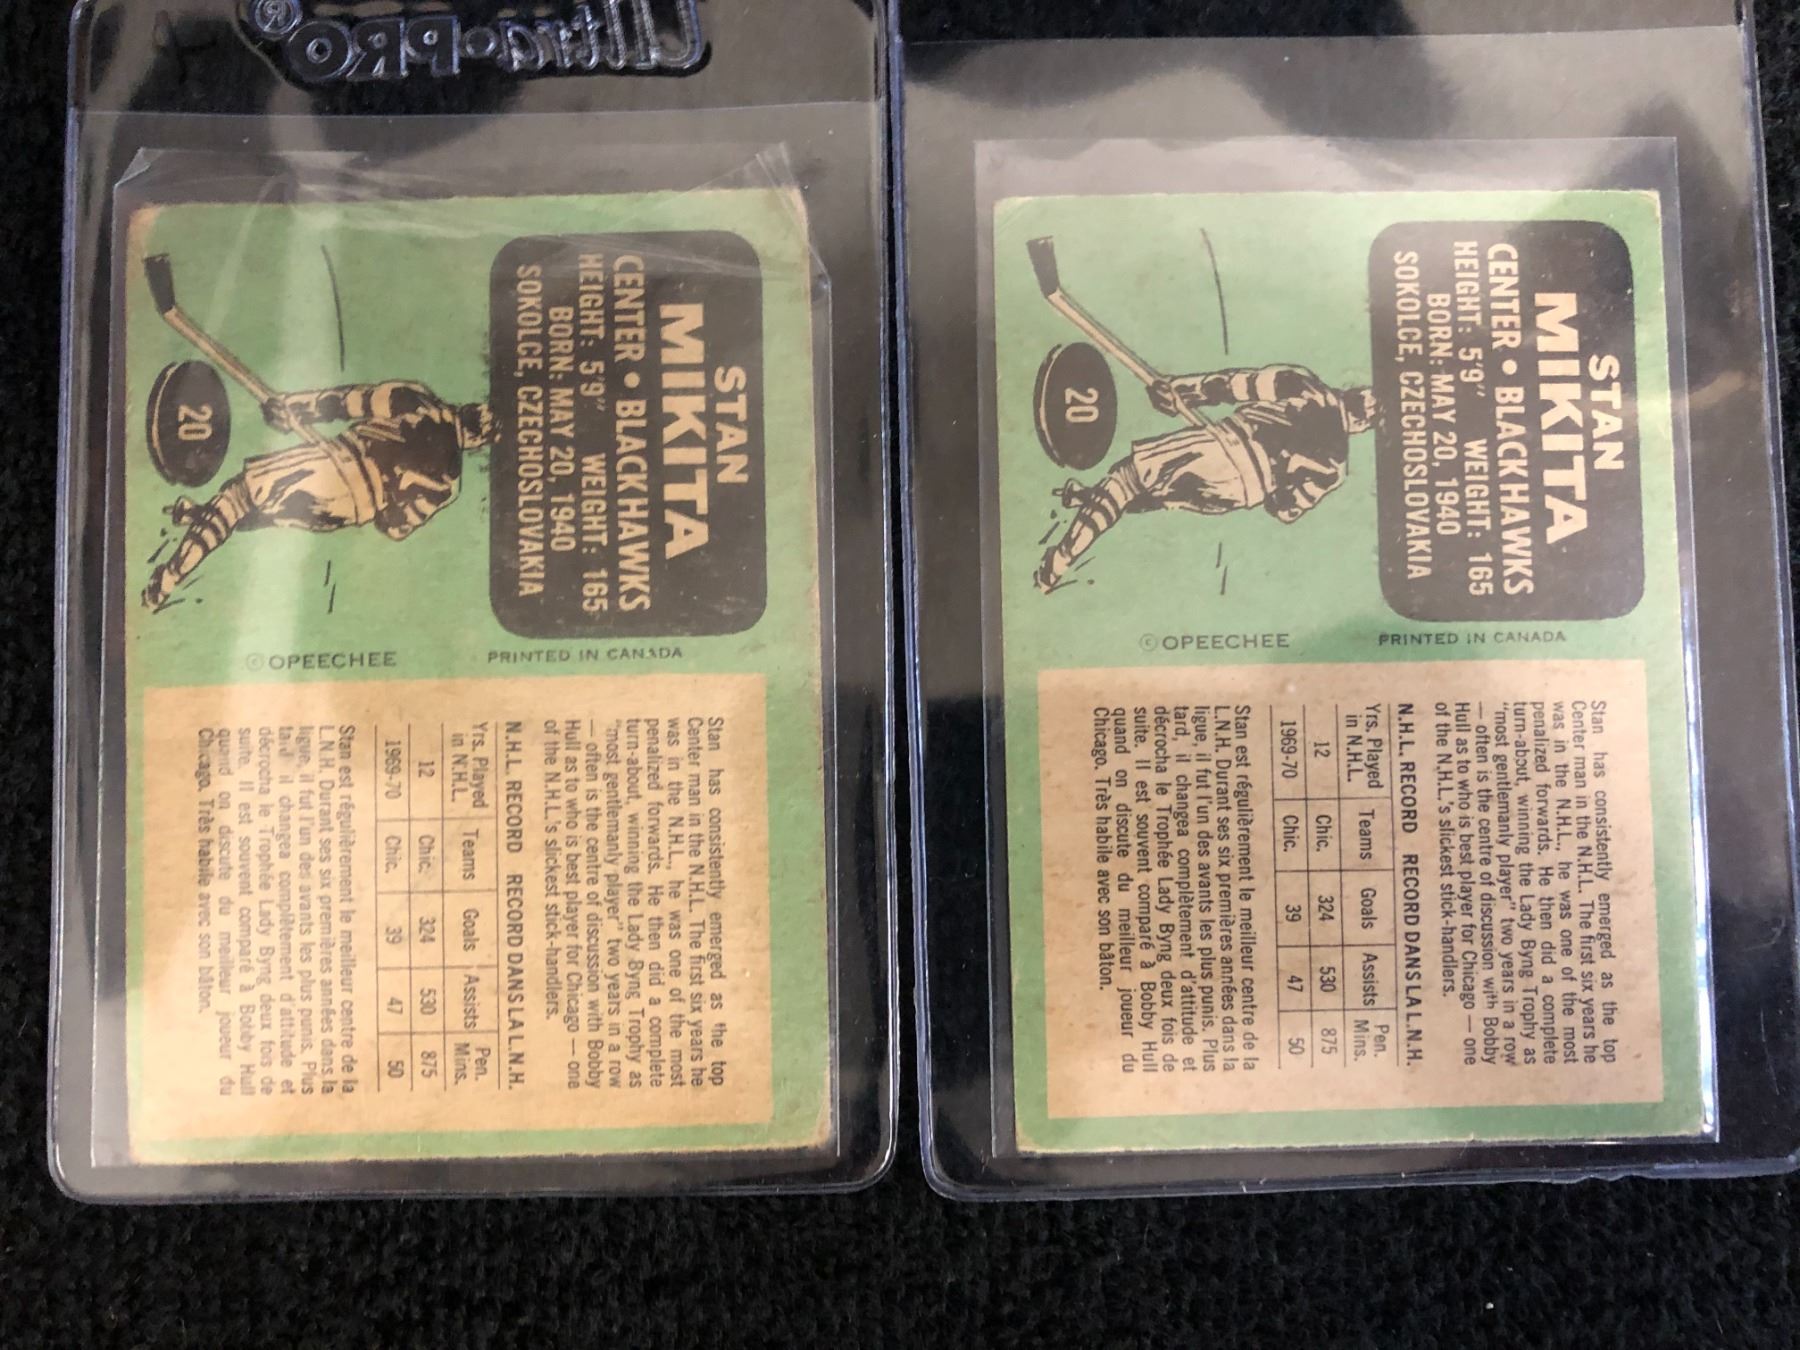 Ultra•PRO®
STAN
MIKITA
CENTER • BLACK HAWKS
HEIGHT: 5'9" WEIGHT: 165
BORN: MAY 20, 1940
SOKOLCE, CZECHOSLOVAKIA
20
© OPEECHEE PRINTED IN CANADA
Stan has consistently emerged as the top
Center man in the N.H.L. The first six years he
was in the N.H.L., he was one of the most
penalized forwards. He then did a complete
turn-about, winning the Lady Byng Trophy as
"most gentlemanly player" two years in a row
— often is the centre of discussion with Bobby
Hull as to who is best player for Chicago — one
of the N.H.L.'s slickest stick-handlers.
N.H.L. RECORD RECORD DANS LA L.N.H.
Yrs. Played in N.H.L. Teams Goals Assists Pen. Mins.
12 Chic. 324 530 875
1969-70 Chic. 39 47 50
Stan est régulièrement le meilleur centre de la
L.N.H. Durant ses six premières années dans la
ligue, il fut l'un des avants les plus punis. Plus
tard, il changea complètement d'attitude et
décrocha le Trophée Lady Byng deux fois de
suite. Il est souvent comparé à Bobby Hull
quand on discute du meilleur joueur du
Chicago. Très habile avec son bâton.
STAN
MIKITA
CENTER • BLACK HAWKS
HEIGHT: 5'9" WEIGHT: 165
BORN: MAY 20, 1940
SOKOLCE, CZECHOSLOVAKIA
20
© OPEECHEE PRINTED IN CANADA
Stan has consistently emerged as the top
Center man in the N.H.L. The first six years he
was in the N.H.L., he was one of the most
penalized forwards. He then did a complete
turn-about, winning the Lady Byng Trophy as
"most gentlemanly player" two years in a row
— often is the centre of discussion with Bobby
Hull as to who is best player for Chicago — one
of the N.H.L.'s slickest stick-handlers.
N.H.L. RECORD RECORD DANS LA L.N.H.
Yrs. Played in N.H.L. Teams Goals Assists Pen. Mins.
12 Chic. 324 530 875
1969-70 Chic. 39 47 50
Stan est régulièrement le meilleur centre de la
L.N.H. Durant ses six premières années dans la
ligue, il fut l'un des avants les plus punis. Plus
tard, il changea complètement d'attitude et
décrocha le Trophée Lady Byng deux fois de
suite. Il est souvent comparé à Bobby Hull
quand on discute du meilleur joueur du
Chicago. Très habile avec son bâton.